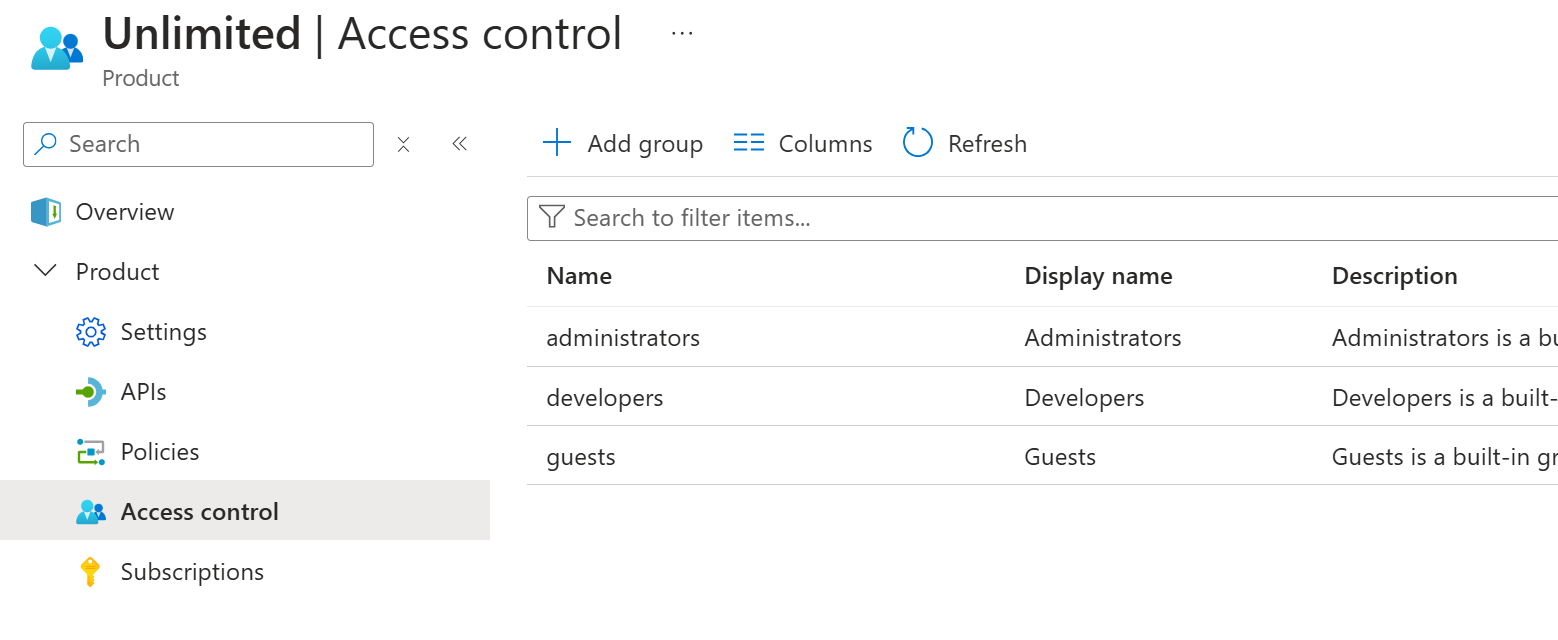 Unlimited | Access control ...
Product
Search
Overview
Product
Settings
APIs
Policies
Access control
Subscriptions
Add group Columns Refresh
Search to filter items...
Name Display name Description
administrators Administrators Administrators is a bu
developers Developers Developers is a built-
guests Guests Guests is a built-in gr